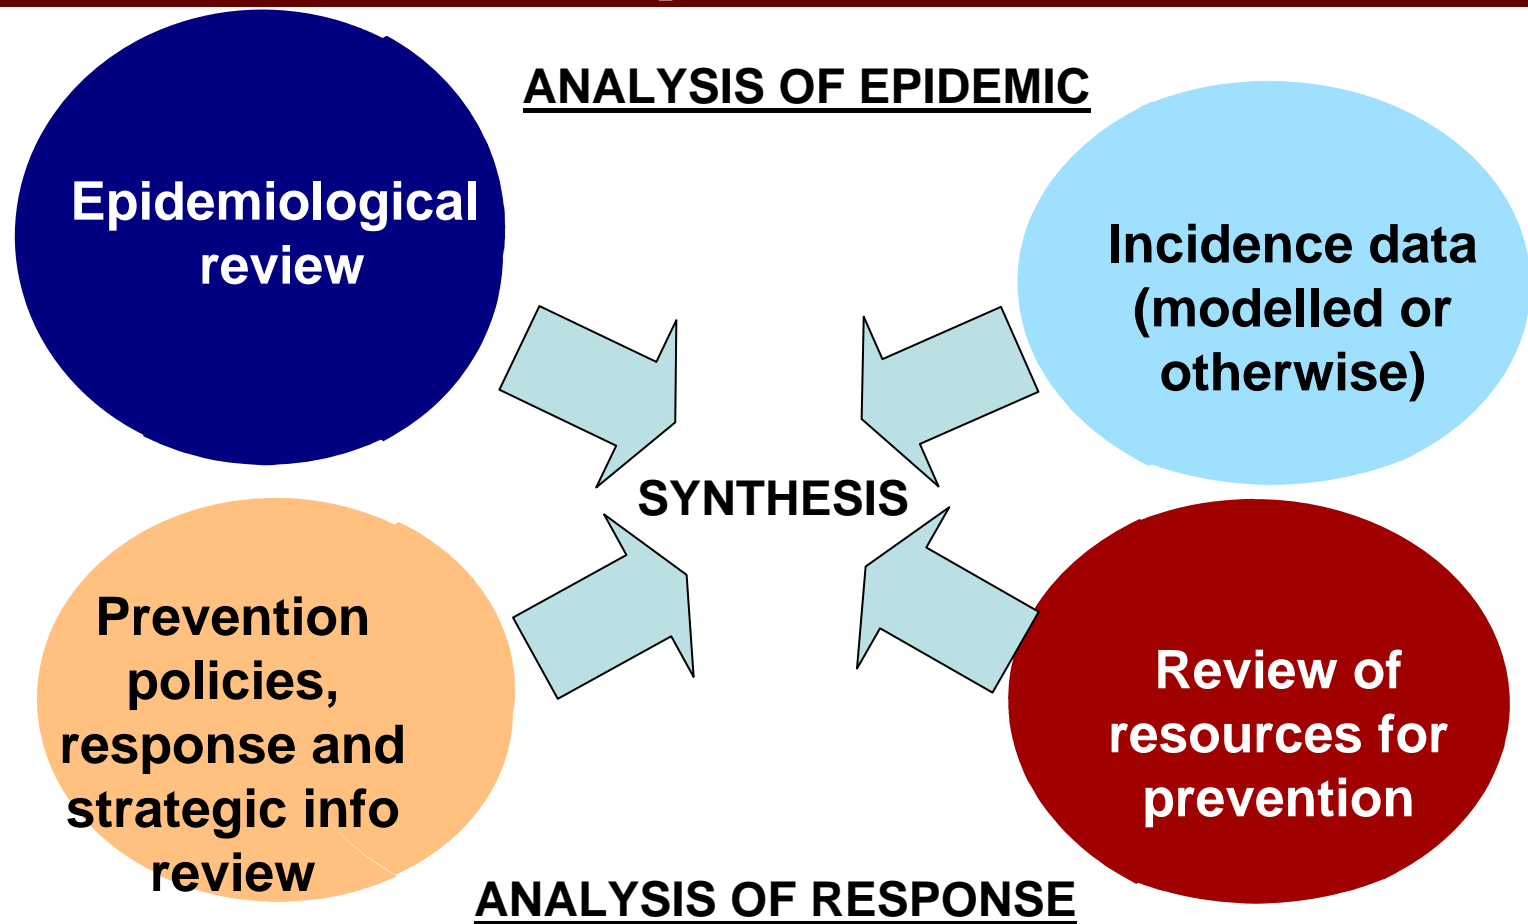 ANALYSIS OF EPIDEMIC
Epidemiological
review
Incidence data
(modelled or
otherwise)
SYNTHESIS
Prevention
policies,
response and
strategic info
review
Review of
resources for
prevention
ANALYSIS OF RESPONSE